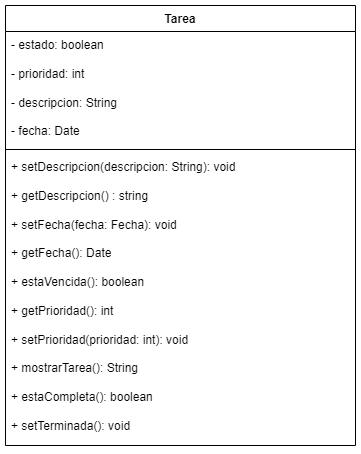 Tarea
- estado: boolean
- prioridad: int
- descripcion: String
- fecha: Date
+ setDescripcion(descripcion: String): void
+ getDescripcion() : string
+ setFecha(fecha: Fecha): void
+ getFecha(): Date
+ estaVencida(): boolean
+ getPrioridad(): int
+ setPrioridad(prioridad: int): void
+ mostrarTarea(): String
+ estaCompleta(): boolean
+ setTerminada(): void